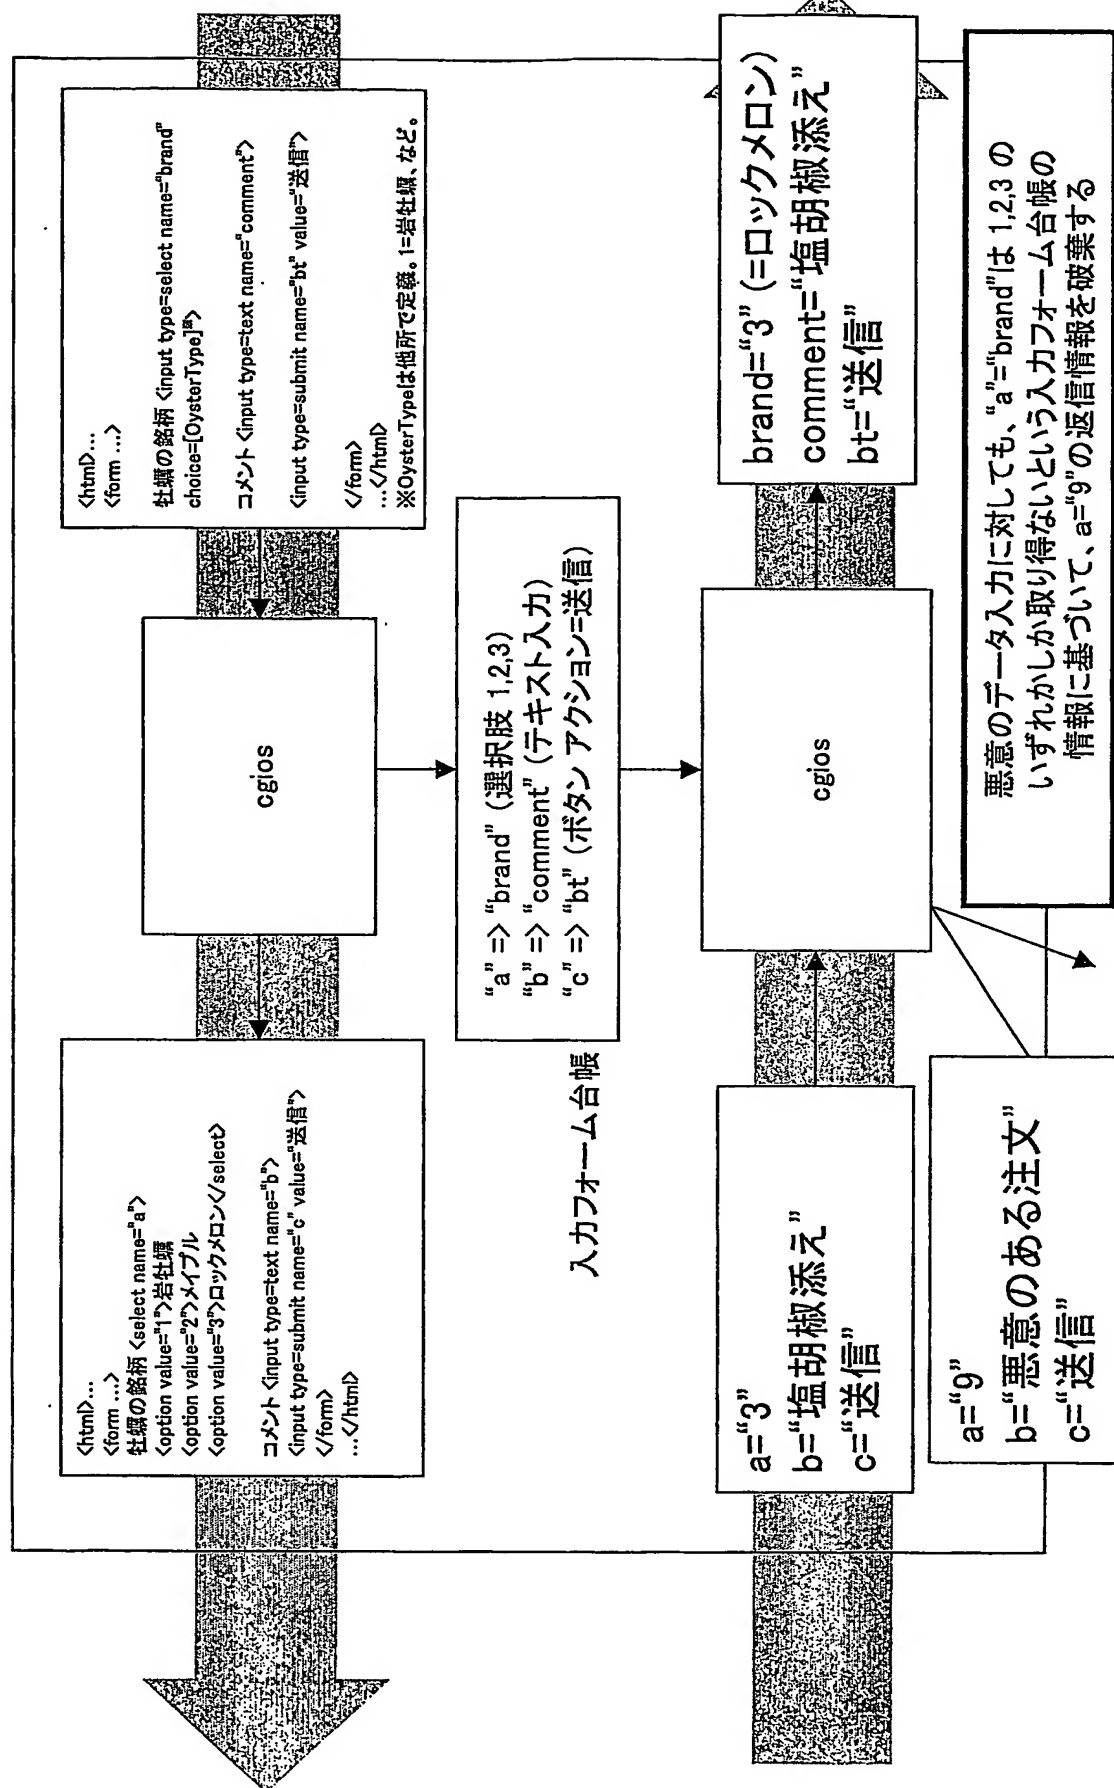 <html>...
<form ...>
牡蠣の銘柄 <select name="a">
<option value="1">岩牡蠣
<option value="2">メイプル
<option value="3">ロックメロン</select>
コメント <input type=text name="b">
<input type=submit name="c" value="送信">
</form>
...</html>
cgios
<html>...
<form ...>
牡蠣の銘柄 <input type=select name="brand"
choice=[OysterType]">
コメント <input type=text name="comment">
<input type=submit name="bt" value="送信">
</form>
...</html>
※OysterTypeは他所で定義。1=岩牡蠣、など。
"a" => "brand" (選択肢 1,2,3)
"b" => "comment" (テキスト入力)
"c" => "bt" (ボタン アクション=送信)
入力フォーム台帳
a="3"
b="塩胡椒添え"
c="送信"
cgios
brand="3" (=ロックメロン)
comment="塩胡椒添え"
bt="送信"
a="9"
b="悪意のある注文"
c="送信"
悪意のデータ入力に対しても、"a"="brand"は 1,2,3 の
いずれかしか取り得ないという入力フォーム台帳の
情報に基づいて、a="9"の返信情報を破棄する